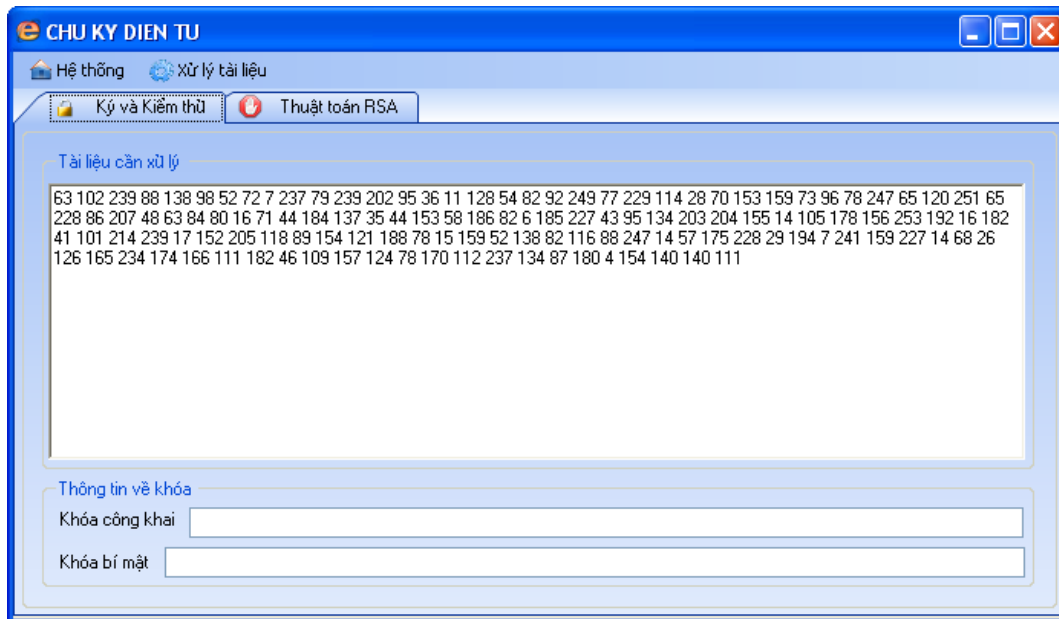 CHU KY DIEN TU
Hệ thống Xử lý tài liệu
Ký và Kiểm thử Thuật toán RSA
Tài liệu cần xử lý
63 102 239 88 138 98 52 72 7 237 79 239 202 95 36 11 128 54 82 92 249 77 229 114 28 70 153 159 73 96 78 247 65 120 251 65
228 86 207 48 63 84 80 16 71 44 184 137 35 44 153 58 186 82 6 185 227 43 95 134 203 204 155 14 105 178 156 253 192 16 182
41 101 214 239 17 152 205 118 89 154 121 188 78 15 159 52 138 82 116 88 247 14 57 175 228 29 194 7 241 159 227 14 68 26
126 165 234 174 166 111 182 46 109 157 124 78 170 112 237 134 87 180 4 154 140 140 111
Thông tin về khóa
Khóa công khai
Khóa bí mật